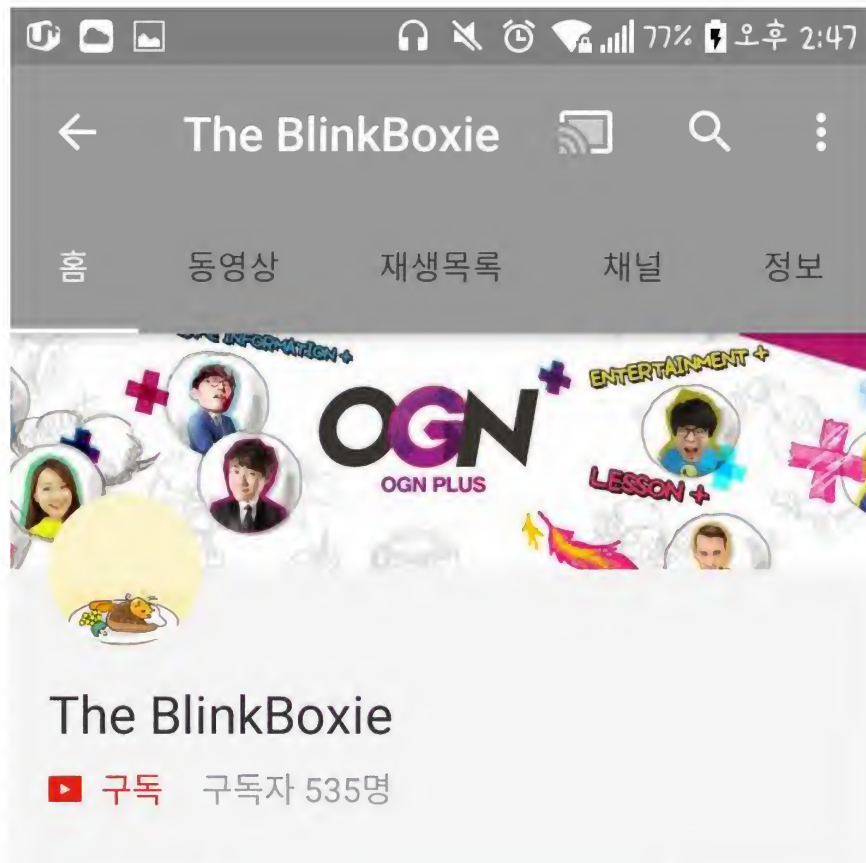 U+ 77% 오후 2:47
The BlinkBoxie
홈 동영상 재생목록 채널 정보
INFORMATION +
ENTERTAINMENT +
OGN+
OGN PLUS
LESSON +
The BlinkBoxie
구독 구독자 535명